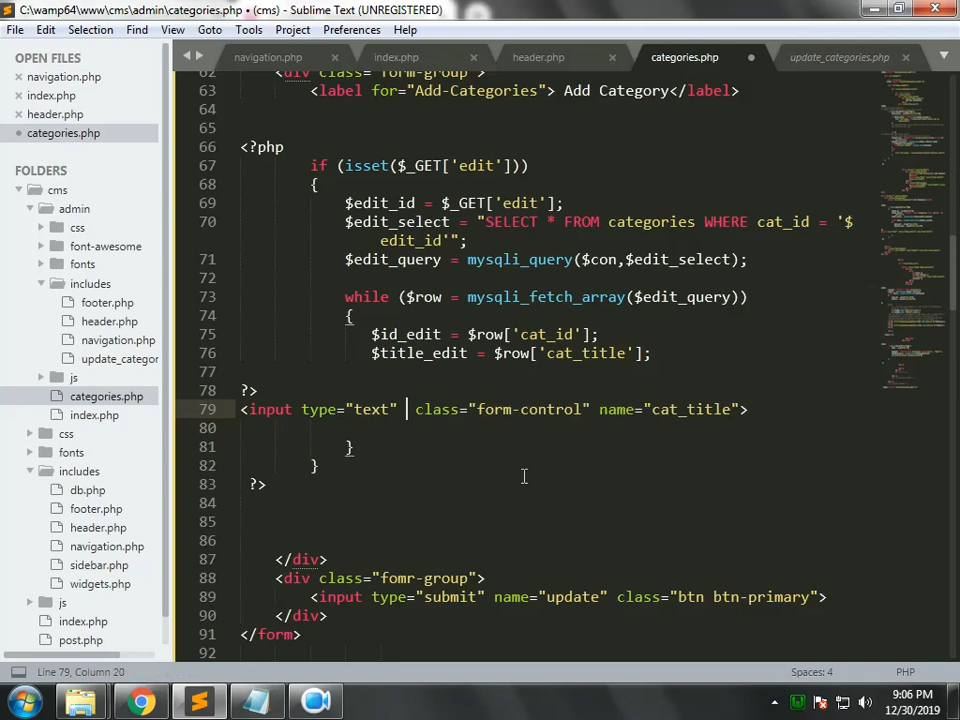 C:\wamp64\www\cms\admin\categories.php • (cms) - Sublime Text (UNREGISTERED)
File Edit Selection Find View Goto Tools Project Preferences Help
OPEN FILES
navigation.php
index.php
header.php
categories.php
FOLDERS
cms
admin
css
font-awesome
fonts
includes
footer.php
header.php
navigation.php
update_categor
js
categories.php
index.php
css
fonts
includes
db.php
footer.php
header.php
navigation.php
sidebar.php
widgets.php
js
index.php
post.php
navigation.php index.php header.php categories.php update_categories.php
62 <div class="fomr-group">
63 <label for="Add-Categories"> Add Category</label>
64
65
66 <?php
67 if (isset($_GET['edit']))
68 {
69 $edit_id = $_GET['edit'];
70 $edit_select = "SELECT * FROM categories WHERE cat_id = '$
edit_id'";
71 $edit_query = mysqli_query($con,$edit_select);
72
73 while ($row = mysqli_fetch_array($edit_query))
74 {
75 $id_edit = $row['cat_id'];
76 $title_edit = $row['cat_title'];
77
78 ?>
79 <input type="text"  class="form-control" name="cat_title">
80
81 }
82 }
83 ?>
84
85
86
87 </div>
88 <div class="fomr-group">
89 <input type="submit" name="update" class="btn btn-primary">
90 </div>
91 </form>
92
Line 79, Column 20 Spaces: 4 PHP
9:06 PM
12/30/2019